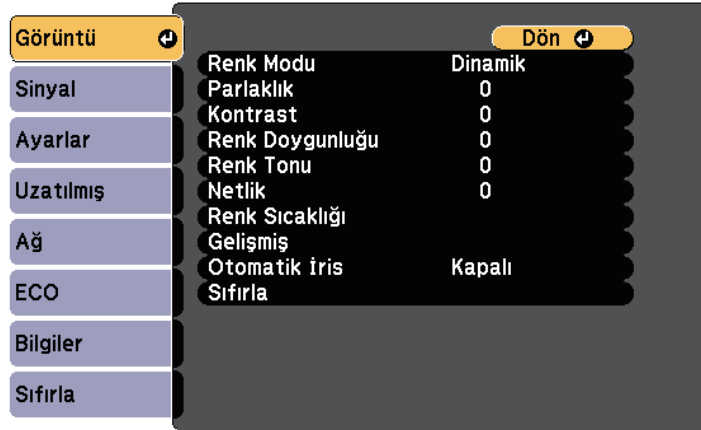 Görüntü
Sinyal
Ayarlar
Uzatılmış
Ağ
ECO
Bilgiler
Sıfırla
Dön
Renk Modu Dinamik
Parlaklık 0
Kontrast 0
Renk Doygunluğu 0
Renk Tonu 0
Netlik 0
Renk Sıcaklığı
Gelişmiş
Otomatik İris Kapalı
Sıfırla